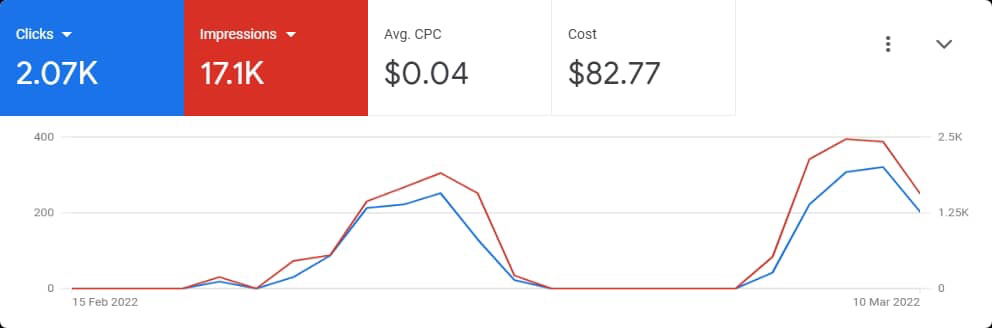 Clicks
Impressions
Avg. CPC
Cost
2.07K
17.1K
$0.04
$82.77
400
2.5K
200
1.25K
0
0
15 Feb 2022
10 Mar 2022